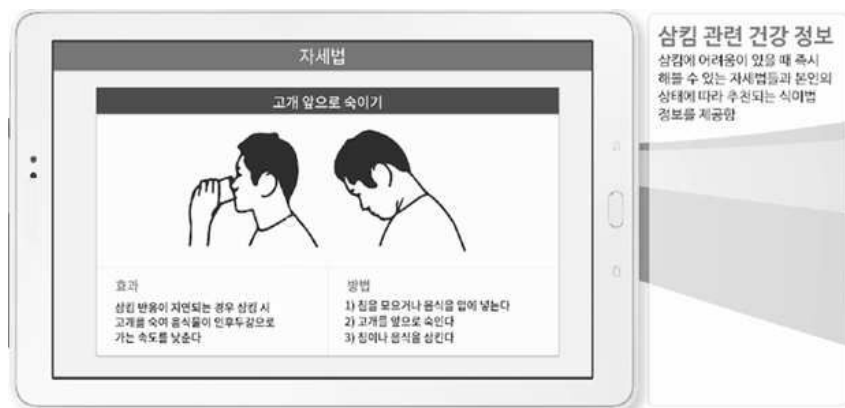 자세법
고개 앞으로 숙이기
효과
삼킴 반응이 지연되는 경우 삼킴 시
고개를 숙여 음식물이 인후두강으로
가는 속도를 낮춘다
방법
1) 침을 모으거나 음식을 입에 넣는다
2) 고개를 앞으로 숙인다
3) 침이나 음식을 삼킨다
삼킴 관련 건강 정보
삼킴에 어려움이 있을 때 즉시
해볼 수 있는 자세법들과 본인의
상태에 따라 추천되는 식이법
정보를 제공함